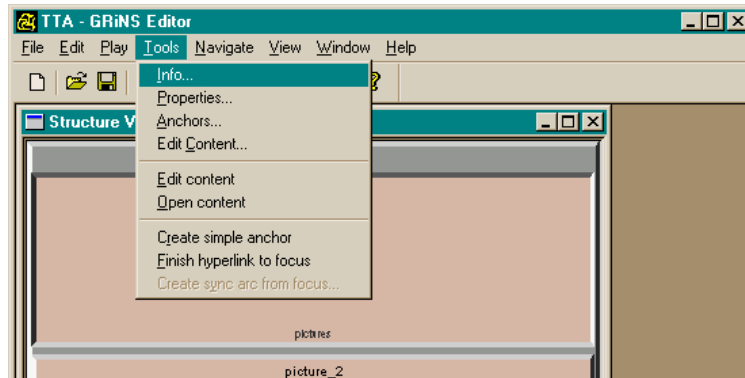 TTA - GRiNS Editor
File Edit Play Tools Navigate View Window Help
Info...
Properties...
Structure V
Anchors...
Edit Content...
Edit content
Open content
Create simple anchor
Finish hyperlink to focus
Create sync arc from focus...
pictures
picture_2